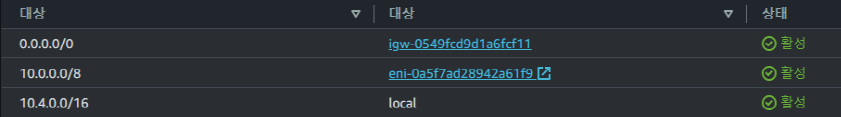 대상 대상 상태
0.0.0.0/0 igw-0549fcd9d1a6fcf11 활성
10.0.0.0/8 eni-0a5f7ad28942a61f9 활성
10.4.0.0/16 local 활성